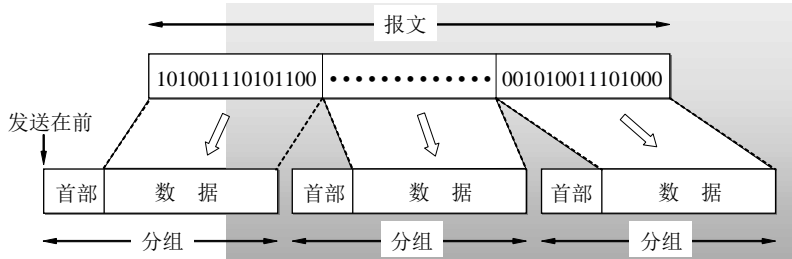 报文
101001110101100 ●●●●●●●●●●●●● 001010011101000
发送在前
首部 数 据 首部 数 据 首部 数 据
分组 分组 分组